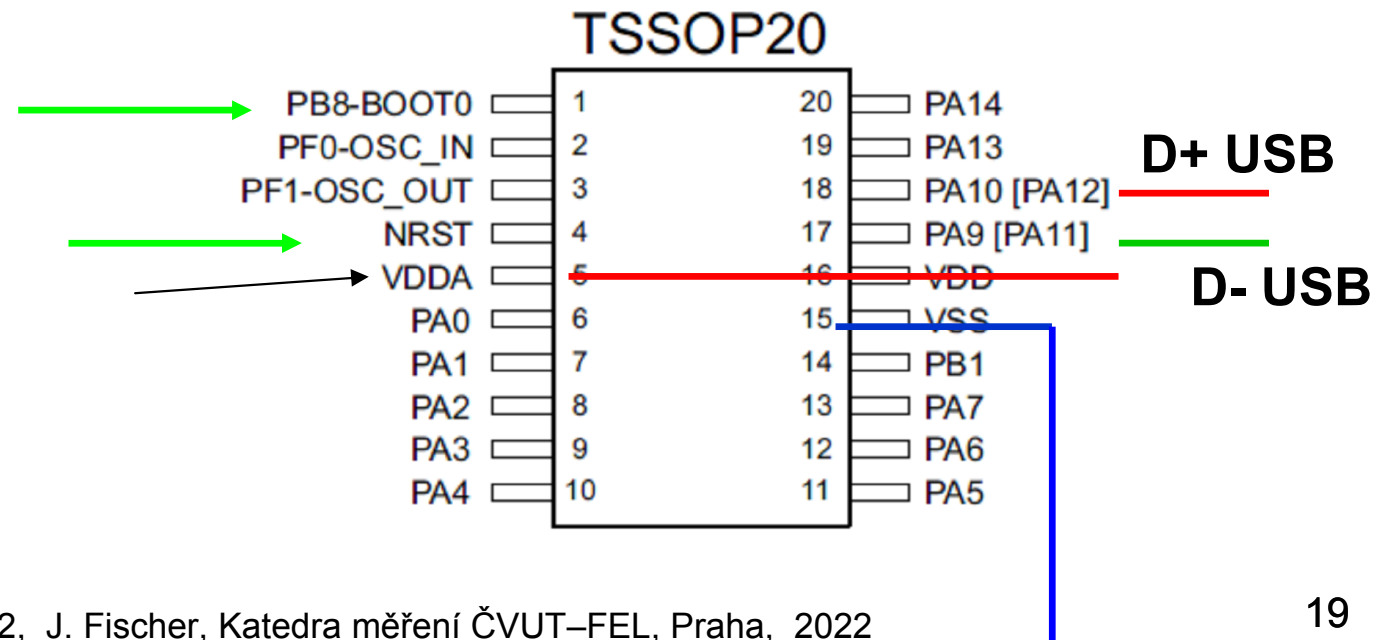 TSSOP20
PB8-BOOT0 1 20 PA14
PF0-OSC_IN 2 19 PA13
D+ USB
PF1-OSC_OUT 3 18 PA10 [PA12]
NRST 4 17 PA9 [PA11]
VDDA 5 16 VDD
D- USB
PA0 6 15 VSS
PA1 7 14 PB1
PA2 8 13 PA7
PA3 9 12 PA6
PA4 10 11 PA5
2, J. Fischer, Katedra měření ČVUT–FEL, Praha, 2022
19